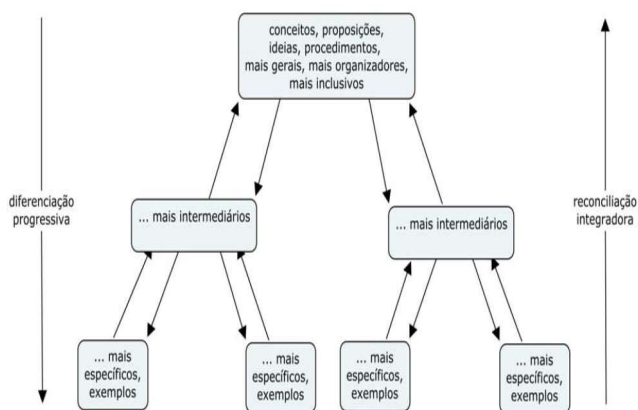 conceitos, proposições,
ideias, procedimentos,
mais gerais, mais organizadores,
mais inclusivos
diferenciação
progressiva
reconciliação
integradora
... mais intermediários
... mais intermediários
... mais
específicos,
exemplos
... mais
específicos,
exemplos
... mais
específicos,
exemplos
... mais
específicos,
exemplos